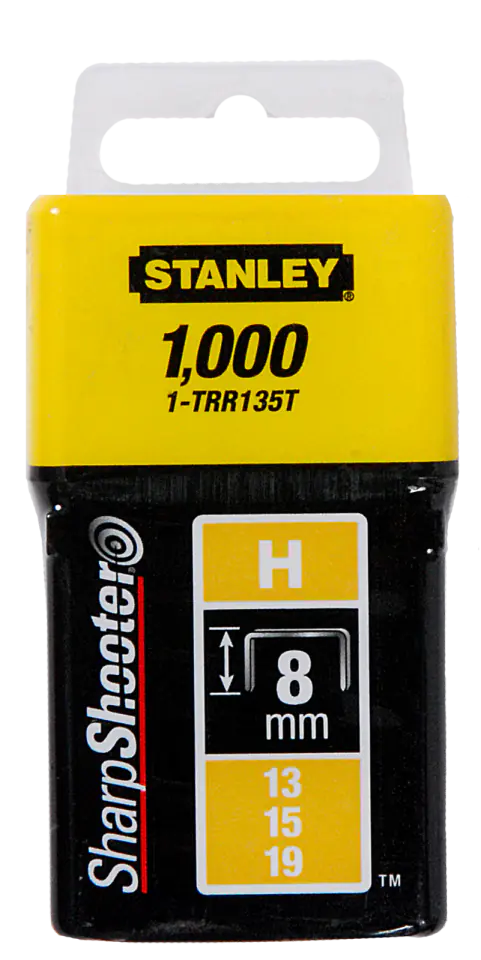 STANLEY®
1,000
1-TRR135T
SharpShooter
H
8
mm
13
15
19
TM